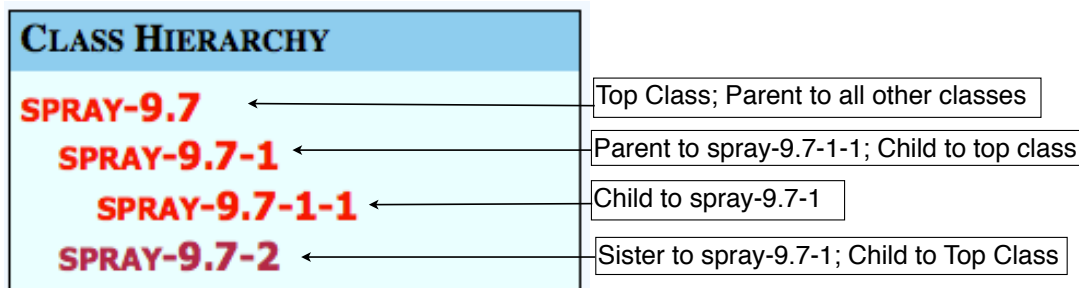 CLASS HIERARCHY
SPRAY-9.7
Top Class; Parent to all other classes
SPRAY-9.7-1
Parent to spray-9.7-1-1; Child to top class
SPRAY-9.7-1-1
Child to spray-9.7-1
SPRAY-9.7-2
Sister to spray-9.7-1; Child to Top Class